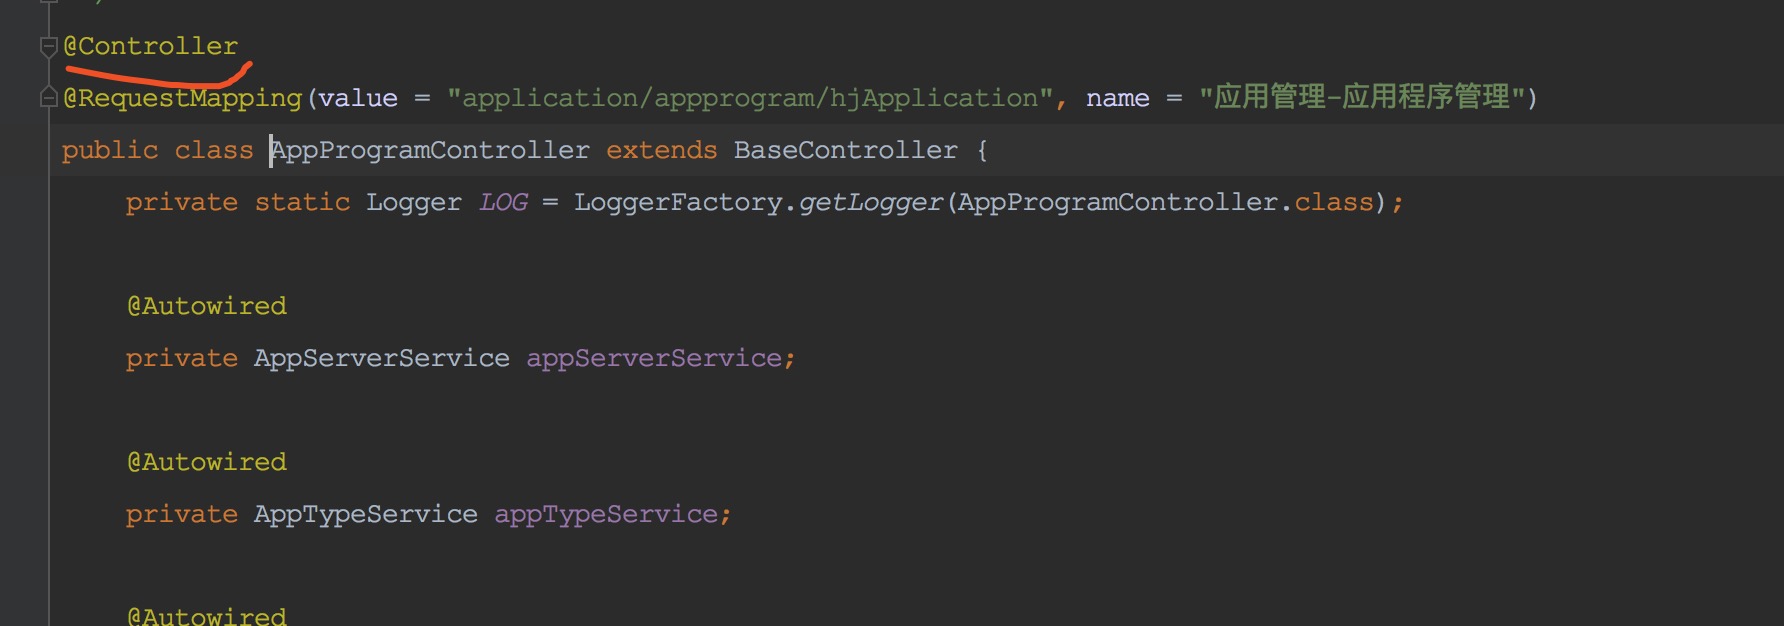 @Controller
@RequestMapping(value = "application/appprogram/hjApplication", name = "应用管理-应用程序管理")
public class AppProgramController extends BaseController {
private static Logger LOG = LoggerFactory.getLogger(AppProgramController.class);
@Autowired
private AppServerService appServerService;
@Autowired
private AppTypeService appTypeService;
@Autowired